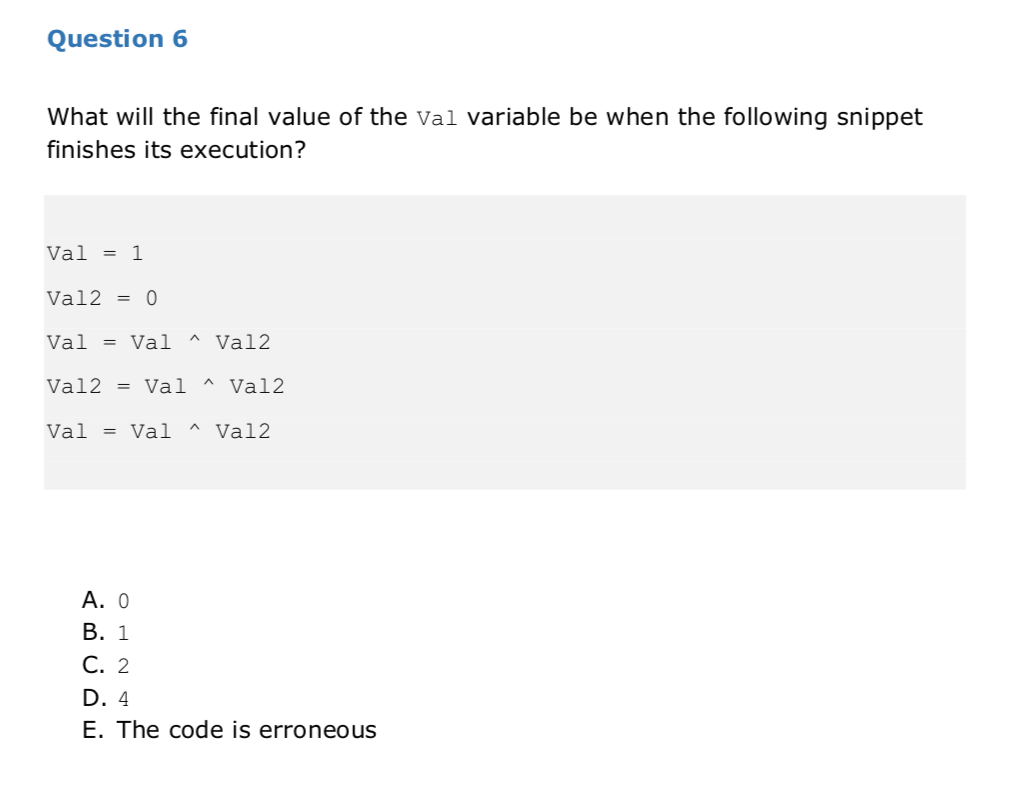 Question 6
What will the final value of the Val variable be when the following snippet
finishes its execution?
Val = 1
Val2 = 0
Val = Val ^ Val2
Val2 = Val ^ Val2
Val = Val ^ Val2
A. 0
B. 1
C. 2
D. 4
E. The code is erroneous